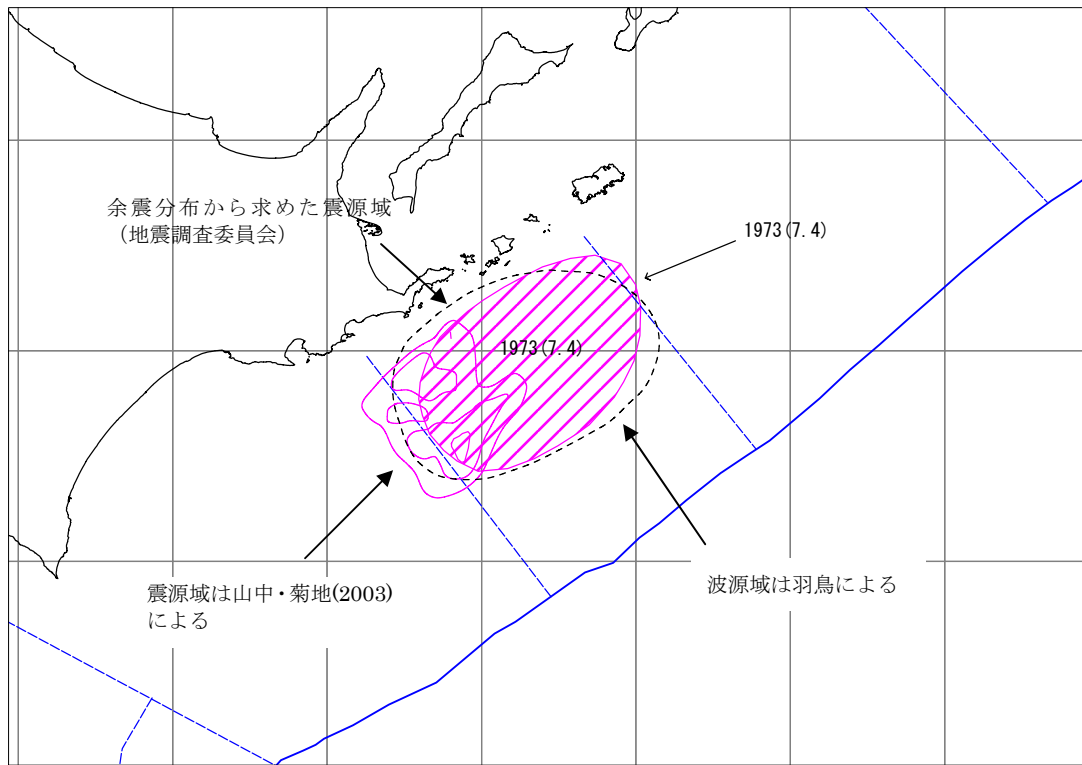 余震分布から求めた震源域
（地震調査委員会）
1973(7.4)
1973(7.4)
震源域は山中・菊地(2003)
による
波源域は羽鳥による